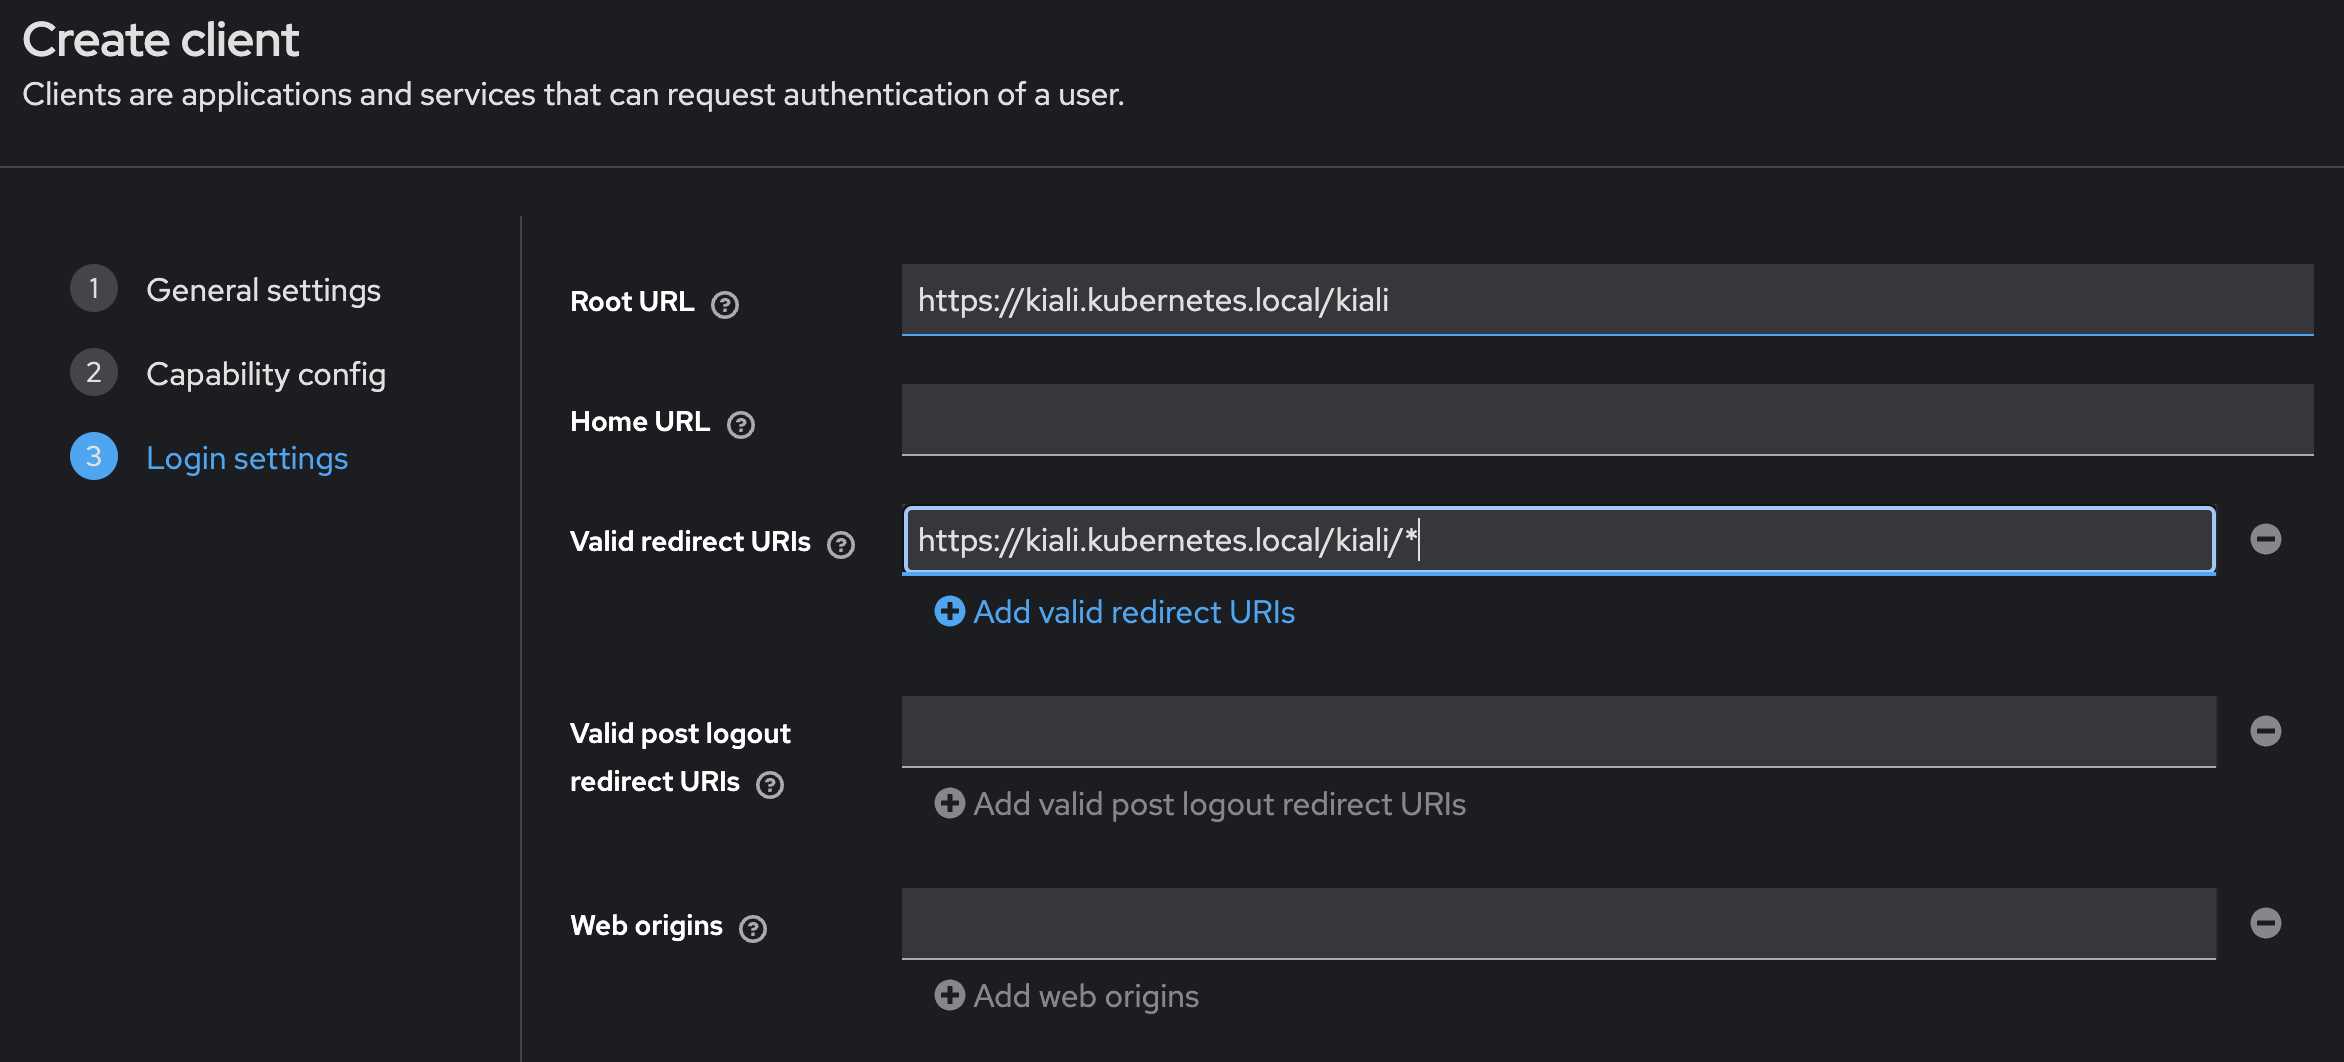 Create client
Clients are applications and services that can request authentication of a user.
1 General settings
2 Capability config
3 Login settings
Root URL ? https://kiali.kubernetes.local/kiali
Home URL ?
Valid redirect URIs ? https://kiali.kubernetes.local/kiali/*
Add valid redirect URIs
Valid post logout
redirect URIs ?
Add valid post logout redirect URIs
Web origins ?
Add web origins